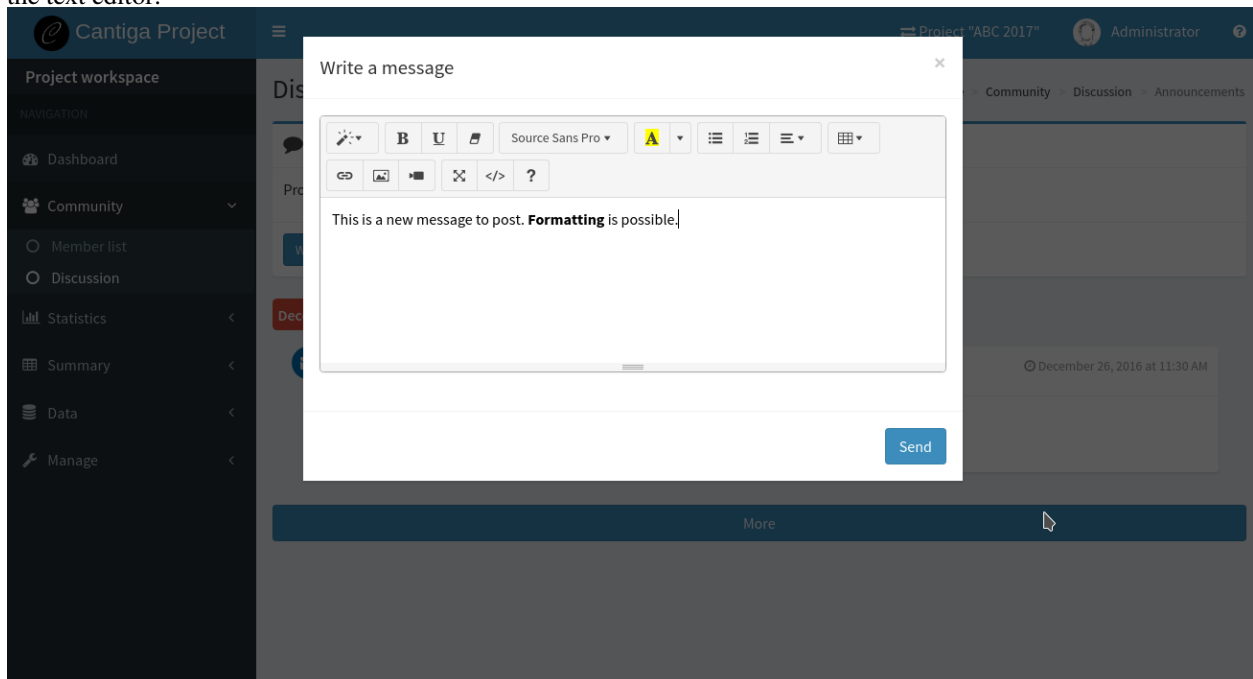 the text editor.
Cantiga Project
Project "ABC 2017"
Administrator
Project workspace
NAVIGATION
Dashboard
Community
Member list
Discussion
Statistics
Summary
Data
Manage
Community > Discussion > Announcements
Write a message
×
B U Source Sans Pro A
</> ?
This is a new message to post. Formatting is possible.
December 26, 2016 at 11:30 AM
Send
More